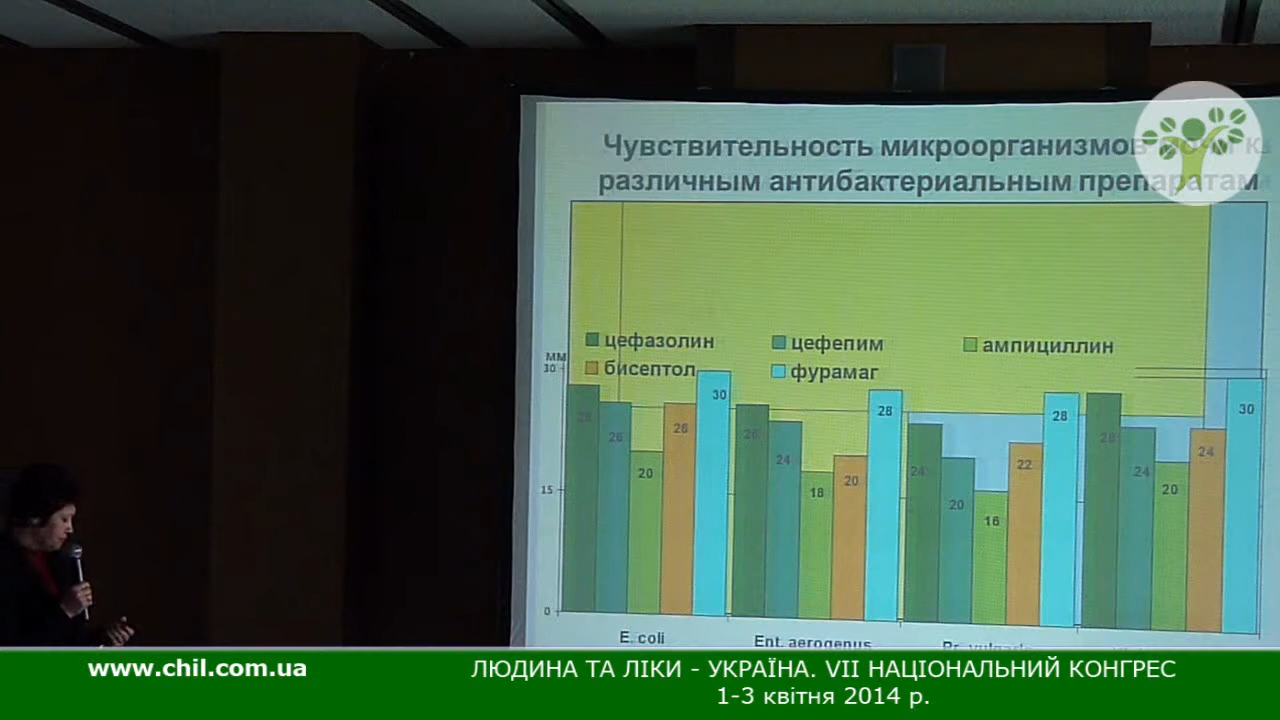 Чувствительность микроорганизмов
различным антибактериальным препаратам
цефазолин цефепим ампициллин
бисептол фурамаг
мм
30
15
0
28 26 20 26 30
26 24 18 20 28
24 20 16 22 28
28 24 20 24 30
E. coli Ent. aerogenus Pr. vulgaris
www.chil.com.ua
ЛЮДИНА ТА ЛІКИ - УКРАЇНА. VII НАЦІОНАЛЬНИЙ КОНГРЕС
1-3 квітня 2014 р.